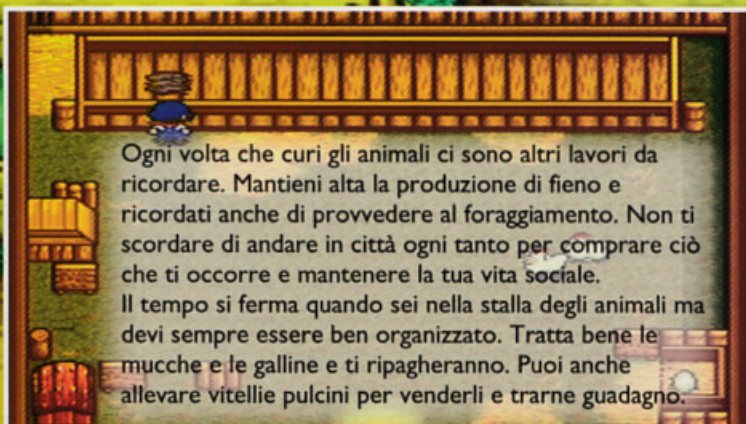 Ogni volta che curi gli animali ci sono altri lavori da
ricordare. Mantieni alta la produzione di fieno e
ricordati anche di provvedere al foraggiamento. Non ti
scordare di andare in città ogni tanto per comprare ciò
che ti occorre e mantenere la tua vita sociale.
Il tempo si ferma quando sei nella stalla degli animali ma
devi sempre essere ben organizzato. Tratta bene le
mucche e le galline e ti ripagheranno. Puoi anche
allevare vitellie pulcini per venderli e trarne guadagno.